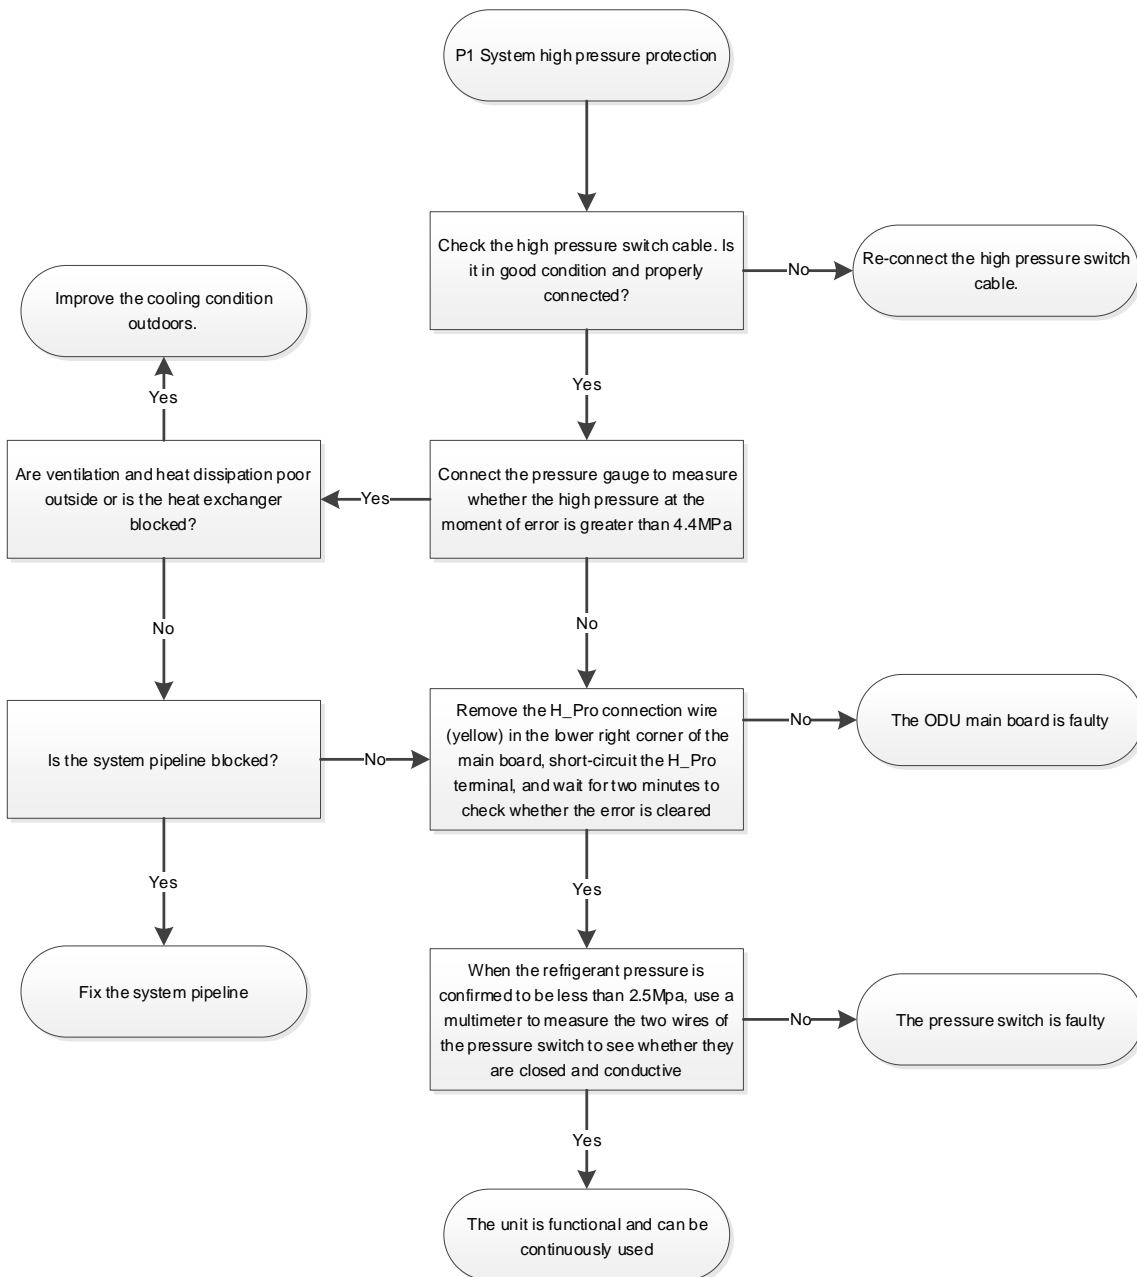 P1 System high pressure protection
Check the high pressure switch cable. Is
it in good condition and properly
connected?
No
Re-connect the high pressure switch
cable.
Improve the cooling condition
outdoors.
Yes
Yes
Are ventilation and heat dissipation poor
outside or is the heat exchanger
blocked?
Yes
Connect the pressure gauge to measure
whether the high pressure at the
moment of error is greater than 4.4MPa
No
No
Is the system pipeline blocked?
No
Remove the H_Pro connection wire
(yellow) in the lower right corner of the
main board, short-circuit the H_Pro
terminal, and wait for two minutes to
check whether the error is cleared
No
The ODU main board is faulty
Yes
Yes
Fix the system pipeline
When the refrigerant pressure is
confirmed to be less than 2.5Mpa, use a
multimeter to measure the two wires of
the pressure switch to see whether they
are closed and conductive
No
The pressure switch is faulty
Yes
The unit is functional and can be
continuously used